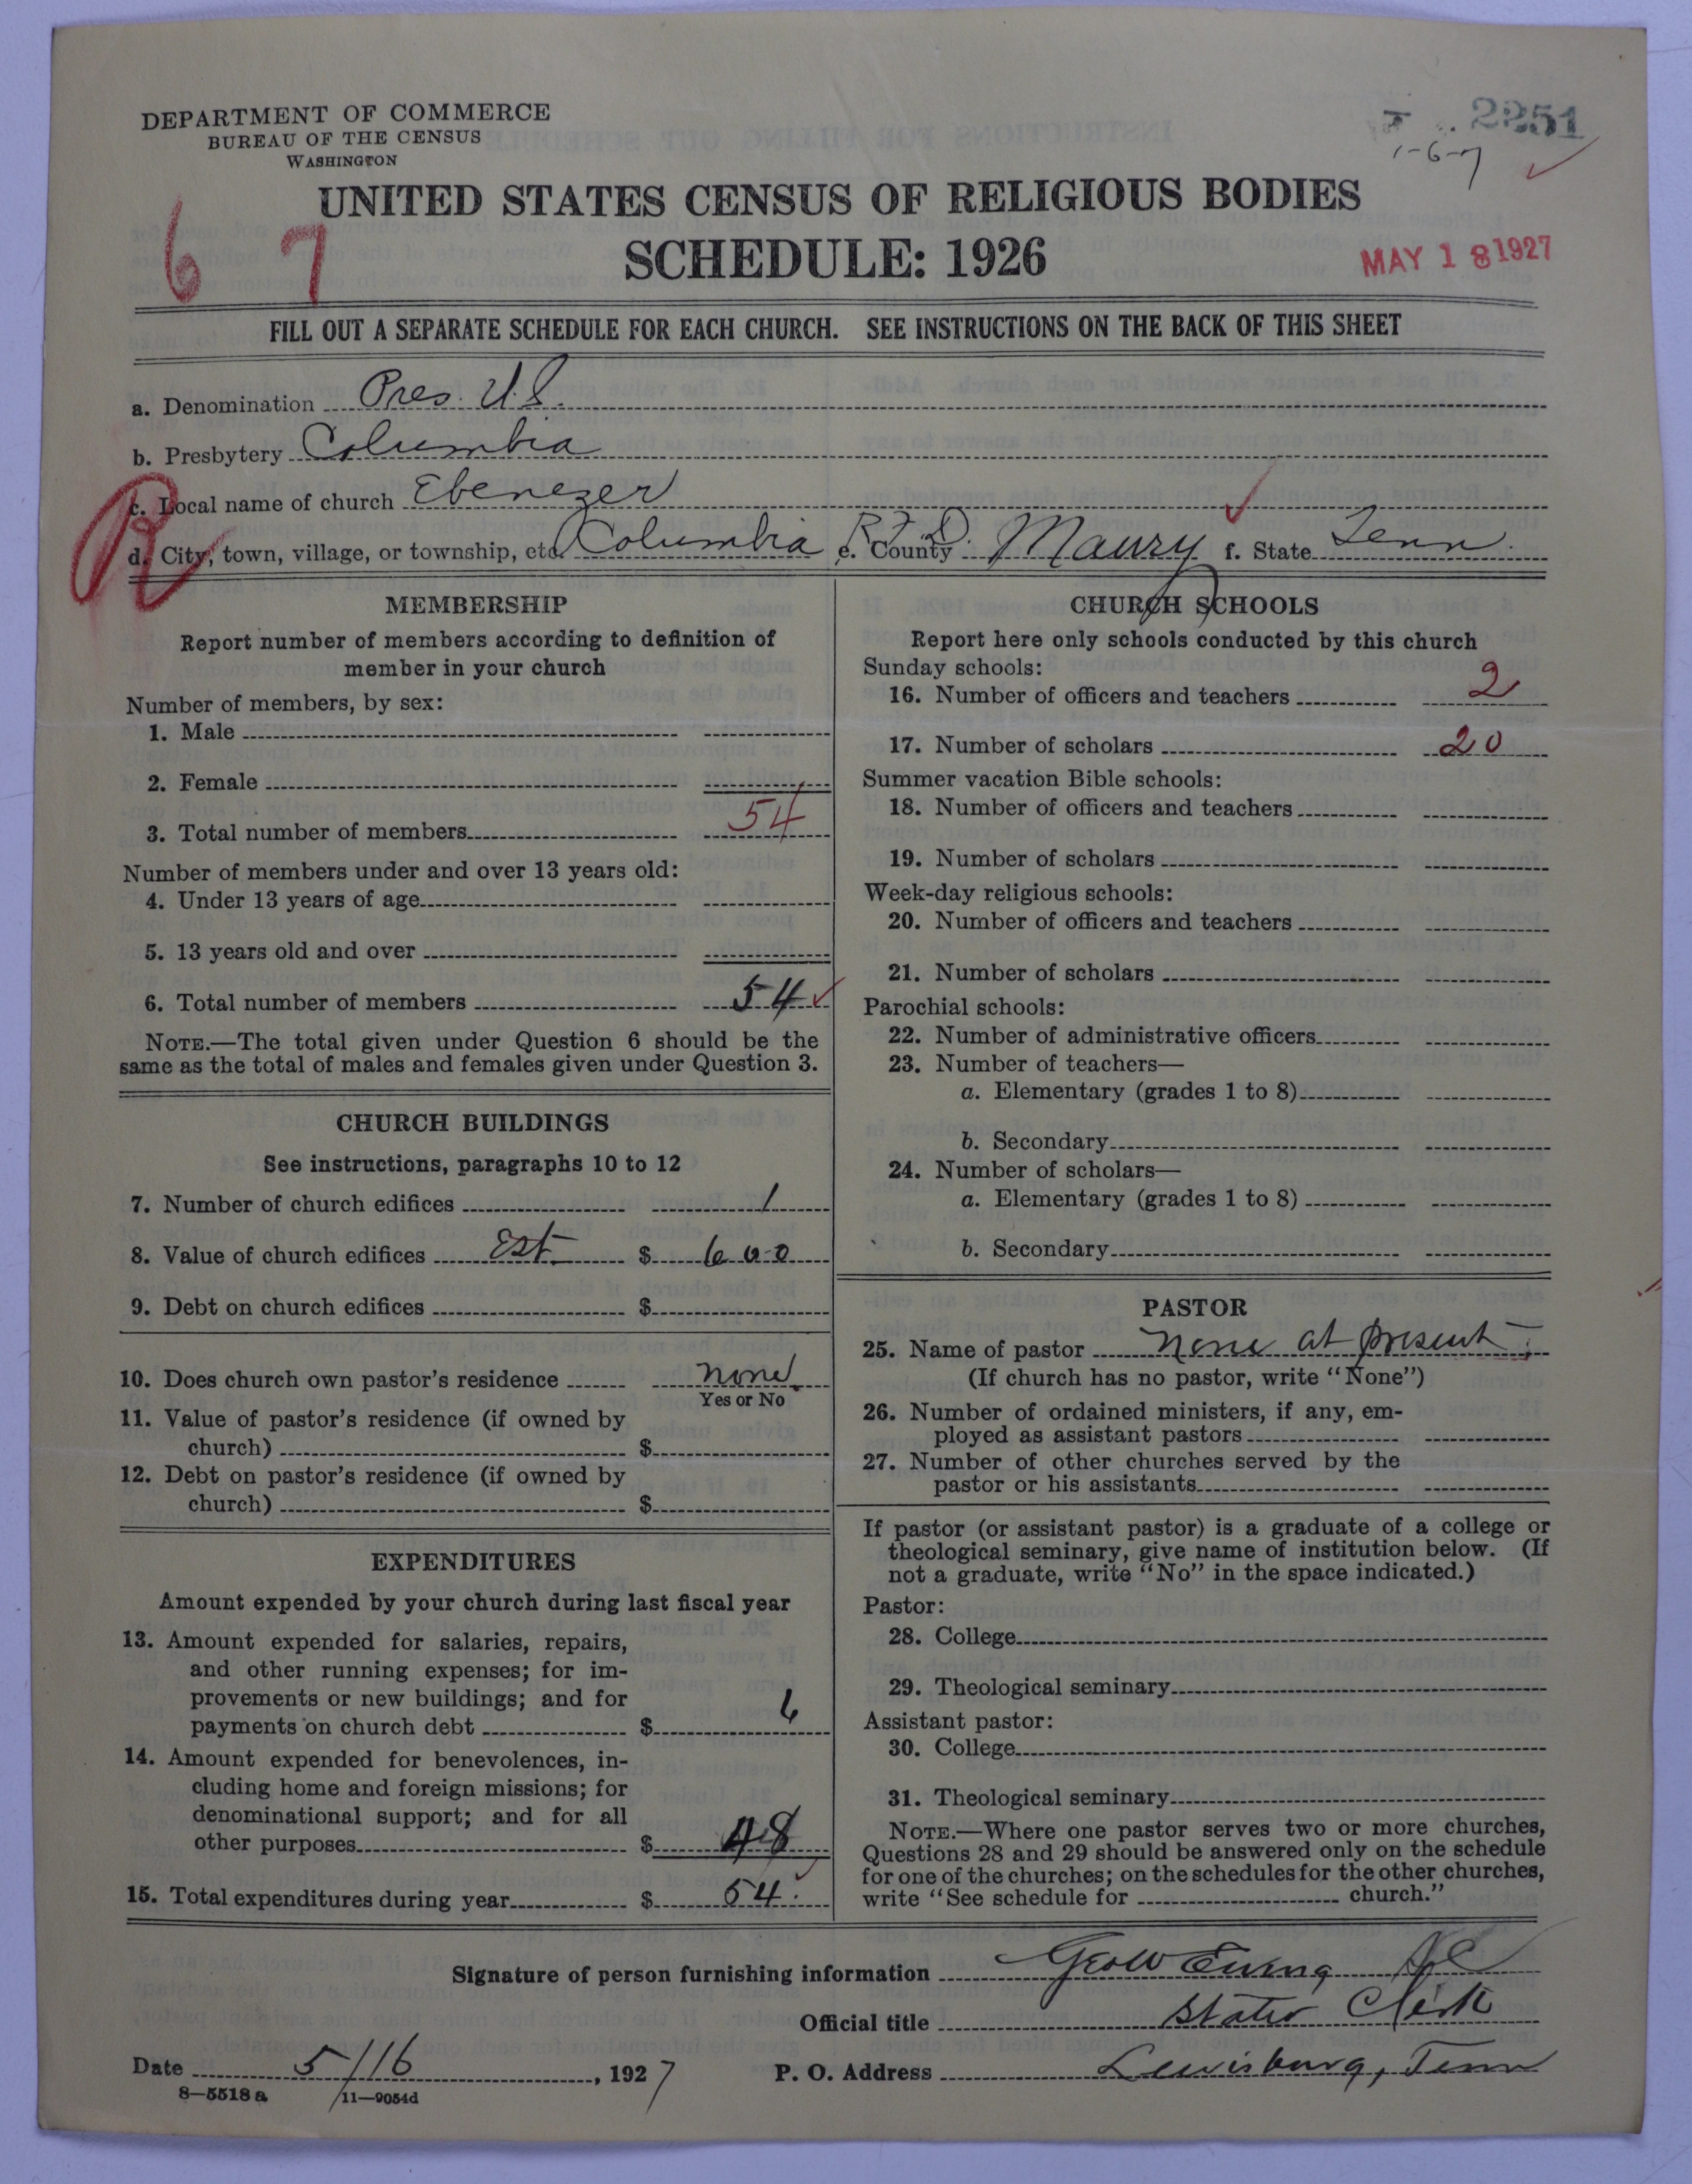 DEPARTMENT OF COMMERCE
BUREAU OF THE CENSUS
WASHINGTON
2251
1-6-7
UNITED STATES CENSUS OF RELIGIOUS BODIES
6 7
SCHEDULE: 1926
MAY 18 1927
FILL OUT A SEPARATE SCHEDULE FOR EACH CHURCH. SEE INSTRUCTIONS ON THE BACK OF THIS SHEET
a. Denomination Pres. U.S.
b. Presbytery Columbia
R
c. Local name of church Ebenezer
d. City, town, village, or township, etc. Columbia R.F.D. e. County Maury f. State Tenn.
MEMBERSHIP
Report number of members according to definition of
member in your church
Number of members, by sex:
1. Male
2. Female
3. Total number of members 54
Number of members under and over 13 years old:
4. Under 13 years of age
5. 13 years old and over
6. Total number of members 54
NOTE.—The total given under Question 6 should be the
same as the total of males and females given under Question 3.
CHURCH BUILDINGS
See instructions, paragraphs 10 to 12
7. Number of church edifices 1
8. Value of church edifices Est $ 600
9. Debt on church edifices $
10. Does church own pastor's residence none
Yes or No
11. Value of pastor's residence (if owned by
church) $
12. Debt on pastor's residence (if owned by
church) $
EXPENDITURES
Amount expended by your church during last fiscal year
13. Amount expended for salaries, repairs,
and other running expenses; for im-
provements or new buildings; and for
payments on church debt $ 6
14. Amount expended for benevolences, in-
cluding home and foreign missions; for
denominational support; and for all
other purposes $ 48
15. Total expenditures during year $ 54.
CHURCH SCHOOLS
Report here only schools conducted by this church
Sunday schools:
16. Number of officers and teachers 2
17. Number of scholars 20
Summer vacation Bible schools:
18. Number of officers and teachers
19. Number of scholars
Week-day religious schools:
20. Number of officers and teachers
21. Number of scholars
Parochial schools:
22. Number of administrative officers
23. Number of teachers—
a. Elementary (grades 1 to 8)
b. Secondary
24. Number of scholars—
a. Elementary (grades 1 to 8)
b. Secondary
PASTOR
25. Name of pastor none at present.
(If church has no pastor, write "None")
26. Number of ordained ministers, if any, em-
ployed as assistant pastors
27. Number of other churches served by the
pastor or his assistants
If pastor (or assistant pastor) is a graduate of a college or
theological seminary, give name of institution below. (If
not a graduate, write "No" in the space indicated.)
Pastor:
28. College
29. Theological seminary
Assistant pastor:
30. College
31. Theological seminary
NOTE.—Where one pastor serves two or more churches,
Questions 28 and 29 should be answered only on the schedule
for one of the churches; on the schedules for the other churches,
write "See schedule for church."
Signature of person furnishing information Geo W Ewing
Official title Stated Clerk
Date 5/16, 1927 P. O. Address Lewisburg, Tenn
8—5518 a 11—9054d